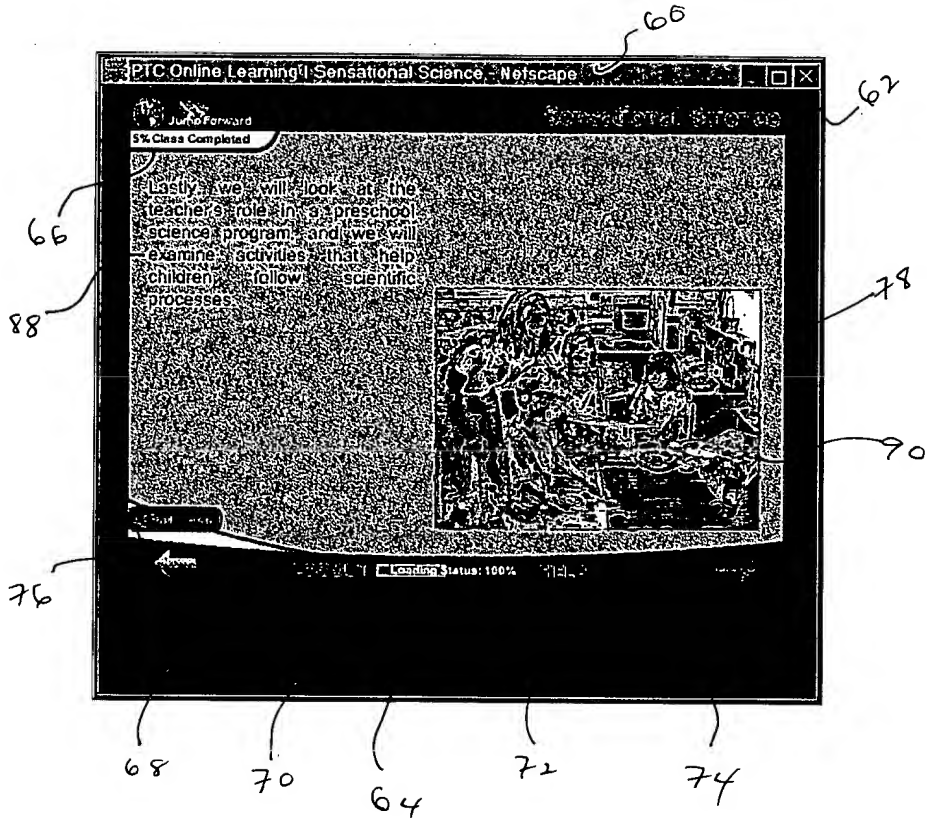 60
PTC Online Learning | Sensational Science - Netscape
62
Jump Forward
5% Class Completed
Lastly, we will look at the
teacher's role in a preschool
science program, and we will
examine activities that help
children follow scientific
processes
66
88
78
90
76
Loading Status: 100%
HELP
68
70
64
72
74